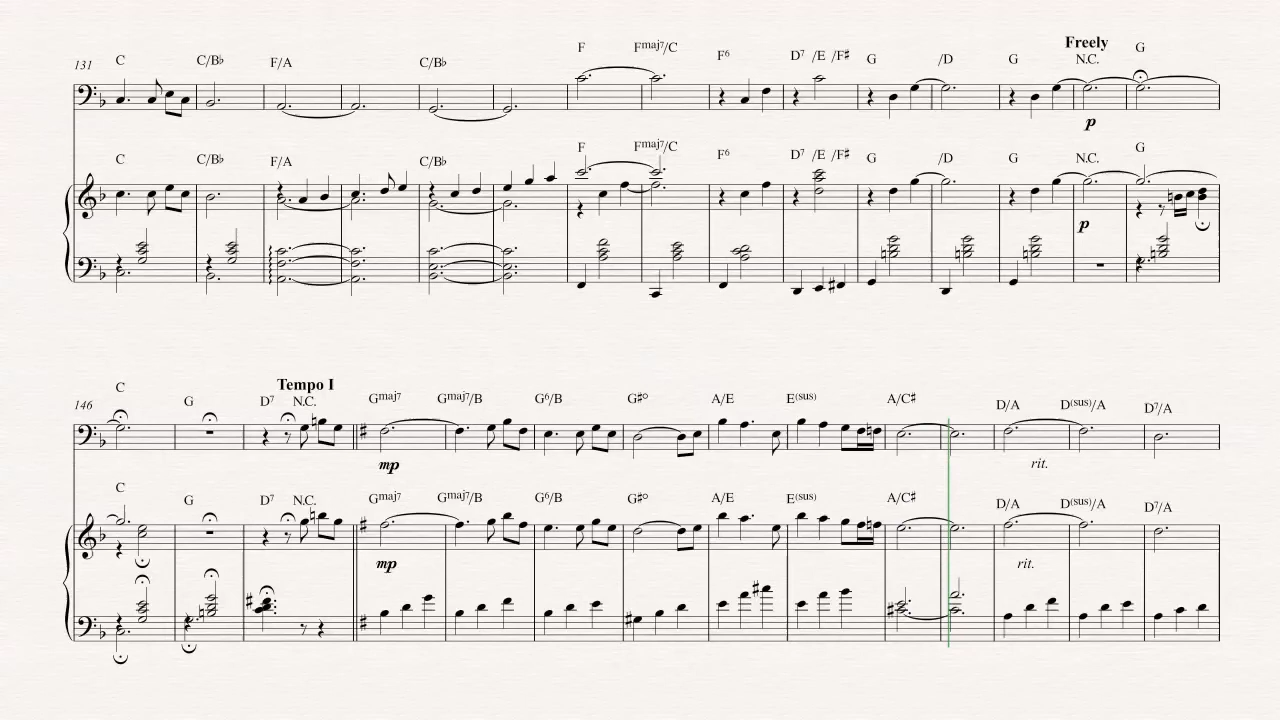 Freely
131 C C/B♭ F/A C/B♭ F Fmaj7/C F6 D7 /E /F♯ G /D G N.C. G
p
C C/B♭ F/A C/B♭ F Fmaj7/C F6 D7 /E /F♯ G /D G N.C. G
p
Tempo I
146 C G D7 N.C. Gmaj7 Gmaj7/B G6/B G♯o A/E E(sus) A/C♯ D/A D(sus)/A D7/A
mp rit.
C G D7 N.C. Gmaj7 Gmaj7/B G6/B G♯o A/E E(sus) A/C♯ D/A D(sus)/A D7/A
mp rit.